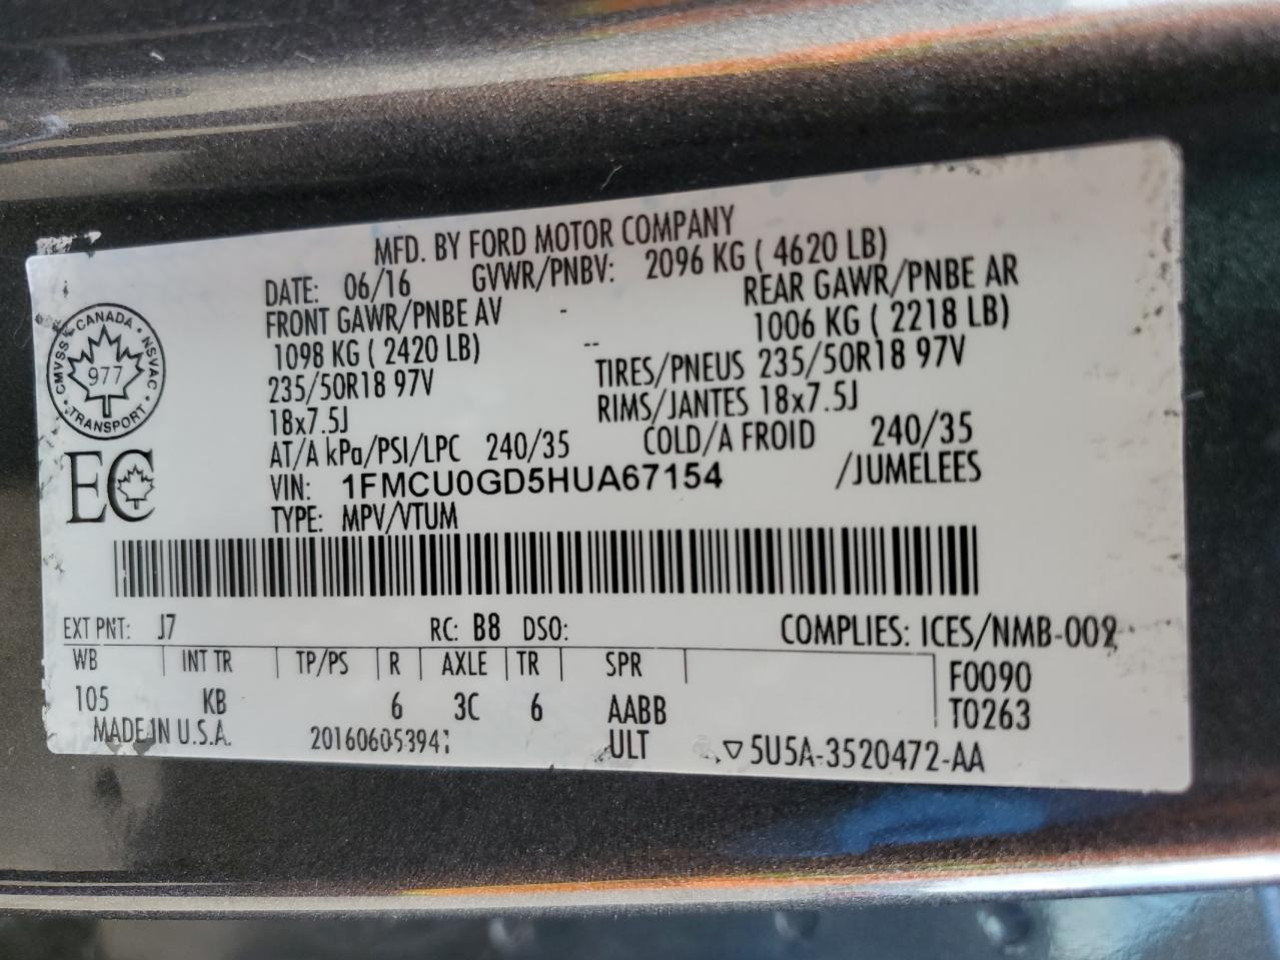 MFD. BY FORD MOTOR COMPANY
DATE: 06/16 GVWR/PNBV: 2096 KG ( 4620 LB)
FRONT GAWR/PNBE AV - REAR GAWR/PNBE AR
1098 KG ( 2420 LB) -- 1006 KG ( 2218 LB)
235/50R18 97V TIRES/PNEUS 235/50R18 97V
18x7.5J RIMS/JANTES 18x7.5J
AT/A kPa/PSI/LPC 240/35 COLD/A FROID 240/35
VIN: 1FMCU0GD5HUA67154 /JUMELEES
TYPE: MPV/VTUM
CANADA
CMVSS NSVAC
977
TRANSPORT
EC
EXT PNT: J7 RC: B8 DSO: COMPLIES: ICES/NMB-002
WB INT TR TP/PS R AXLE TR SPR F0090
105 KB 6 3C 6 AABB T0263
MADE IN U.S.A. ULT ▽ 5U5A-3520472-AA